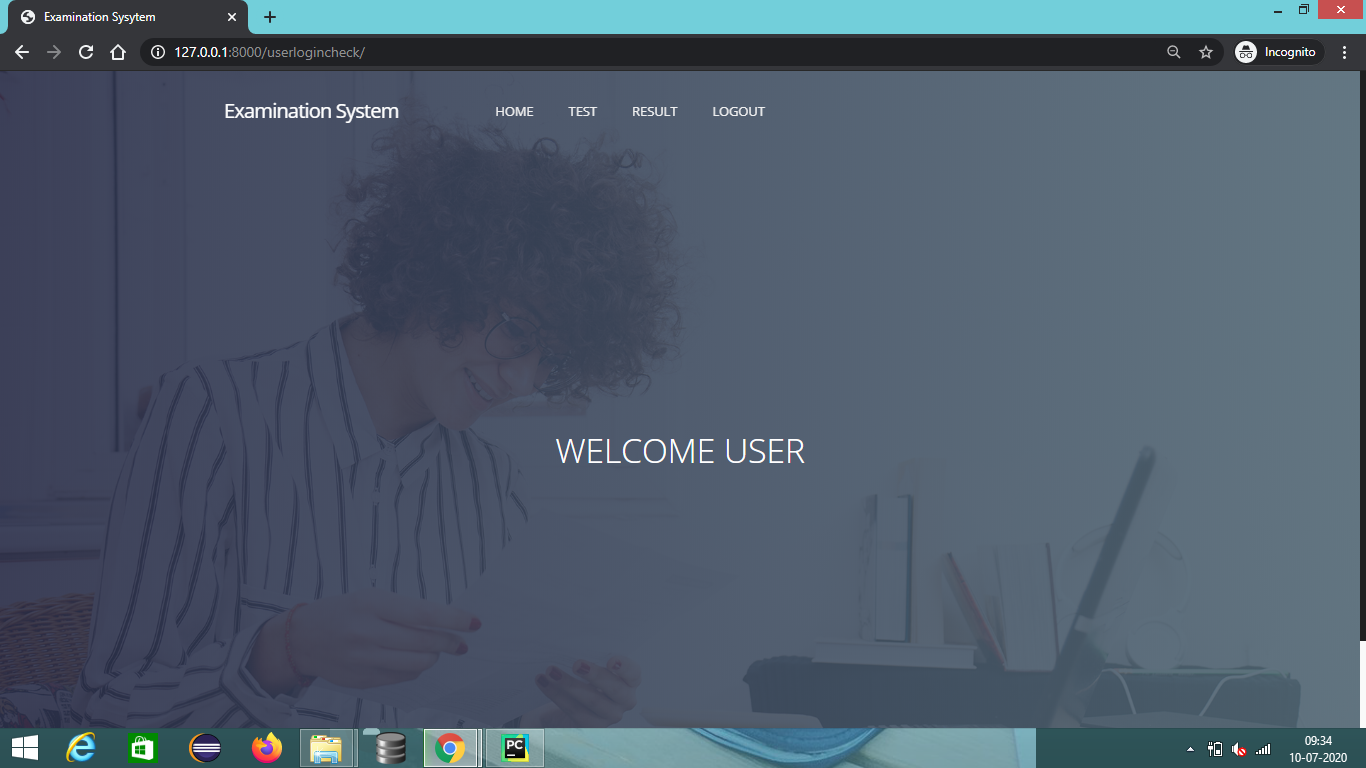 Examination Sysytem
127.0.0.1:8000/userlogincheck/
Incognito
Examination System
HOME
TEST
RESULT
LOGOUT
WELCOME USER
PC
09:34
10-07-2020